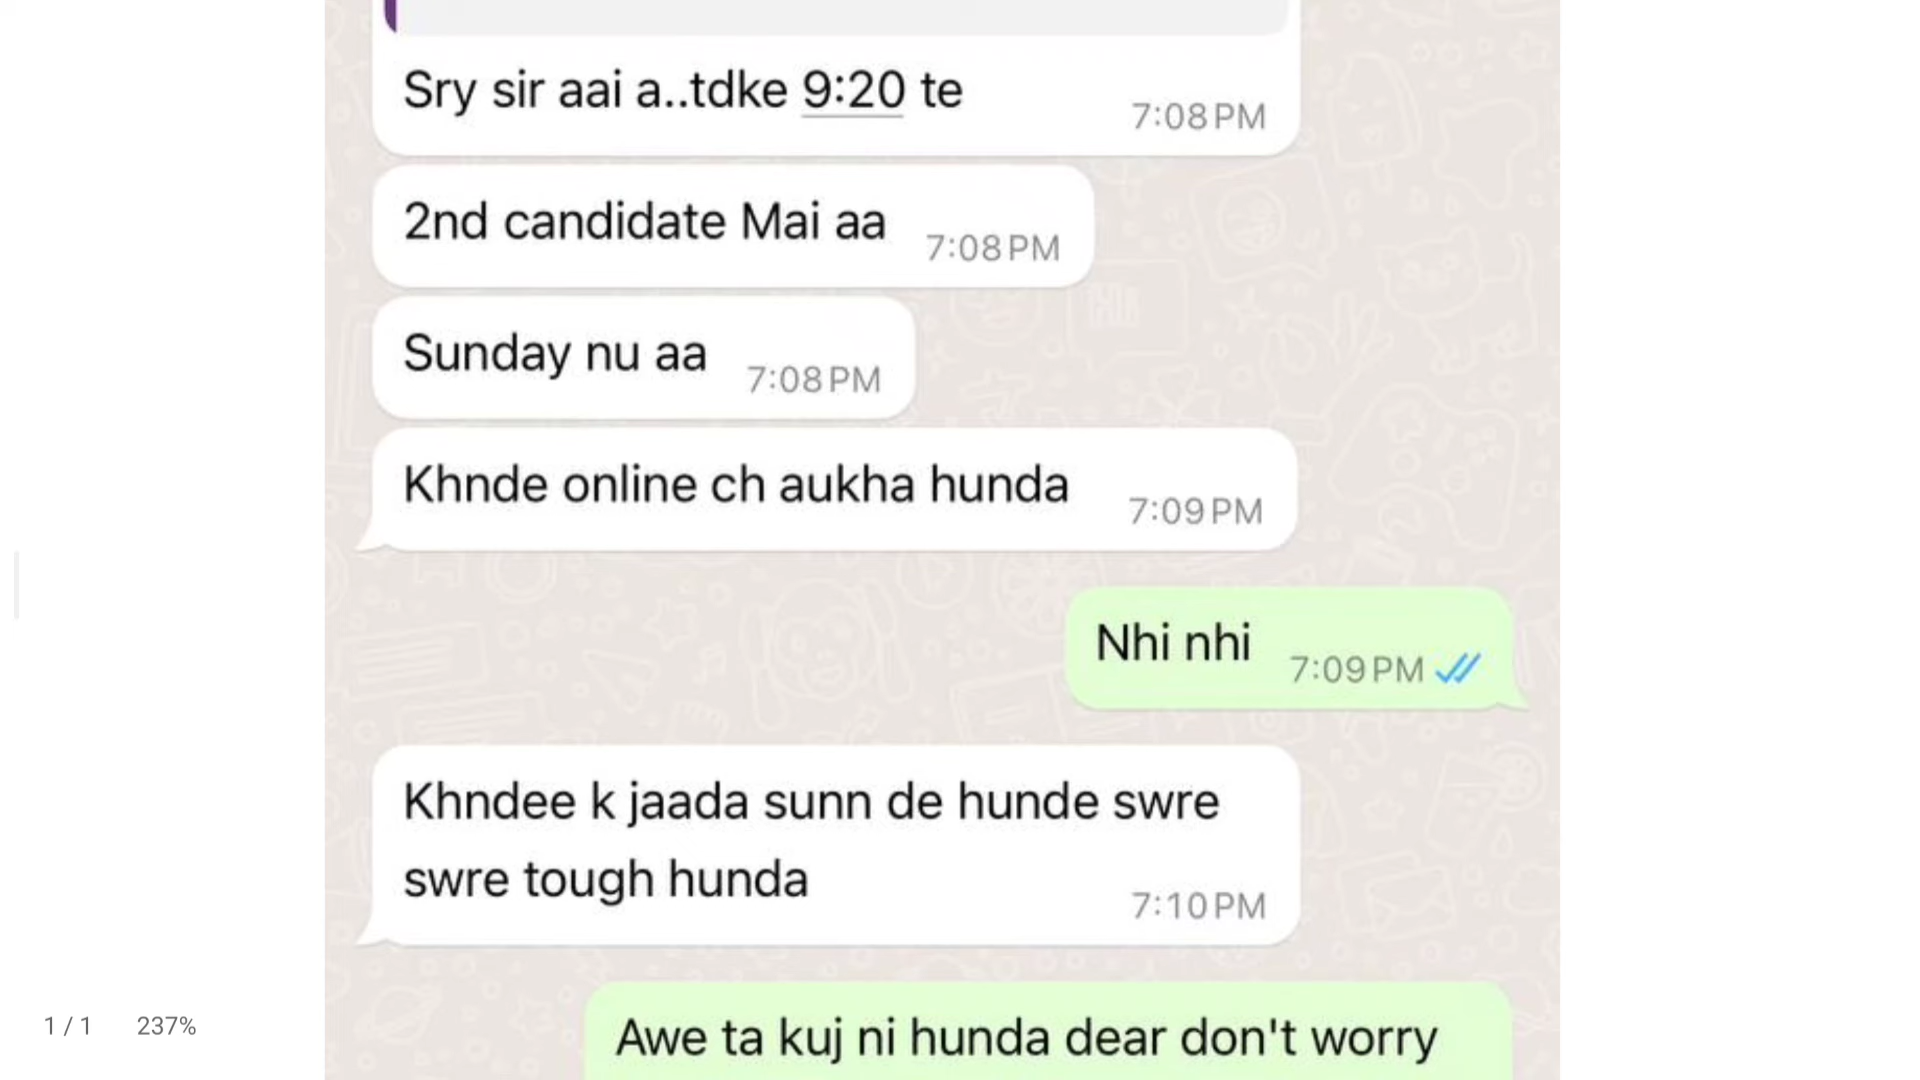 Sry sir aai a..tdke 9:20 te
7:08 PM
2nd candidate Mai aa
7:08 PM
Sunday nu aa
7:08 PM
Khnde online ch aukha hunda
7:09 PM
Nhi nhi
7:09 PM
Khndee k jaada sunn de hunde swre
swre tough hunda
7:10 PM
Awe ta kuj ni hunda dear don't worry
1 / 1 237%